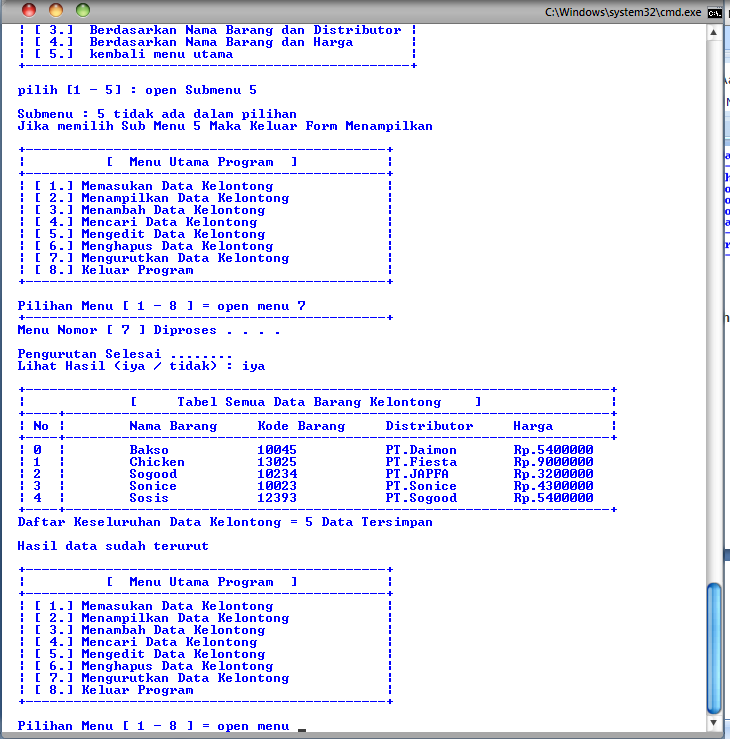 C:\Windows\system32\cmd.exe
¦ [ 3.]  Berdasarkan Nama Barang dan Distributor ¦
¦ [ 4.]  Berdasarkan Nama Barang dan Harga       ¦
¦ [ 5.]  kembali menu utama                      ¦
+------------------------------------------------+
pilih [1 - 5] : open Submenu 5
Submenu : 5 tidak ada dalam pilihan
Jika memilih Sub Menu 5 Maka Keluar Form Menampilkan
+---------------------------------------------+
¦          [  Menu Utama Program  ]           ¦
+---------------------------------------------+
¦ [ 1.] Memasukan Data Kelontong              ¦
¦ [ 2.] Menampilkan Data Kelontong            ¦
¦ [ 3.] Menambah Data Kelontong               ¦
¦ [ 4.] Mencari Data Kelontong                ¦
¦ [ 5.] Mengedit Data Kelontong               ¦
¦ [ 6.] Menghapus Data Kelontong              ¦
¦ [ 7.] Mengurutkan Data Kelontong            ¦
¦ [ 8.] Keluar Program                        ¦
+---------------------------------------------+
Pilihan Menu [ 1 - 8 ] = open menu 7
+---------------------------------------------+
Menu Nomor [ 7 ] Diproses . . . .
Pengurutan Selesai ........
Lihat Hasil (iya / tidak) : iya
+-------------------------------------------------------------------------+
¦             [     Tabel Semua Data Barang Kelontong    ]                ¦
+----+--------------------------------------------------------------------+
¦ No ¦        Nama Barang     Kode Barang     Distributor     Harga       ¦
+----+--------------------------------------------------------------------+
¦ 0  ¦        Bakso           10045           PT.Daimon       Rp.5400000
¦ 1  ¦        Chicken         13025           PT.Fiesta       Rp.9000000
¦ 2  ¦        Sogood          10234           PT.JAPFA        Rp.3200000
¦ 3  ¦        Sonice          10023           PT.Sonice       Rp.4300000
¦ 4  ¦        Sosis           12393           PT.Sogood       Rp.5400000
+----+--------------------------------------------------------------------+
Daftar Keseluruhan Data Kelontong = 5 Data Tersimpan
Hasil data sudah terurut
+---------------------------------------------+
¦          [  Menu Utama Program  ]           ¦
+---------------------------------------------+
¦ [ 1.] Memasukan Data Kelontong              ¦
¦ [ 2.] Menampilkan Data Kelontong            ¦
¦ [ 3.] Menambah Data Kelontong               ¦
¦ [ 4.] Mencari Data Kelontong                ¦
¦ [ 5.] Mengedit Data Kelontong               ¦
¦ [ 6.] Menghapus Data Kelontong              ¦
¦ [ 7.] Mengurutkan Data Kelontong            ¦
¦ [ 8.] Keluar Program                        ¦
+---------------------------------------------+
Pilihan Menu [ 1 - 8 ] = open menu _